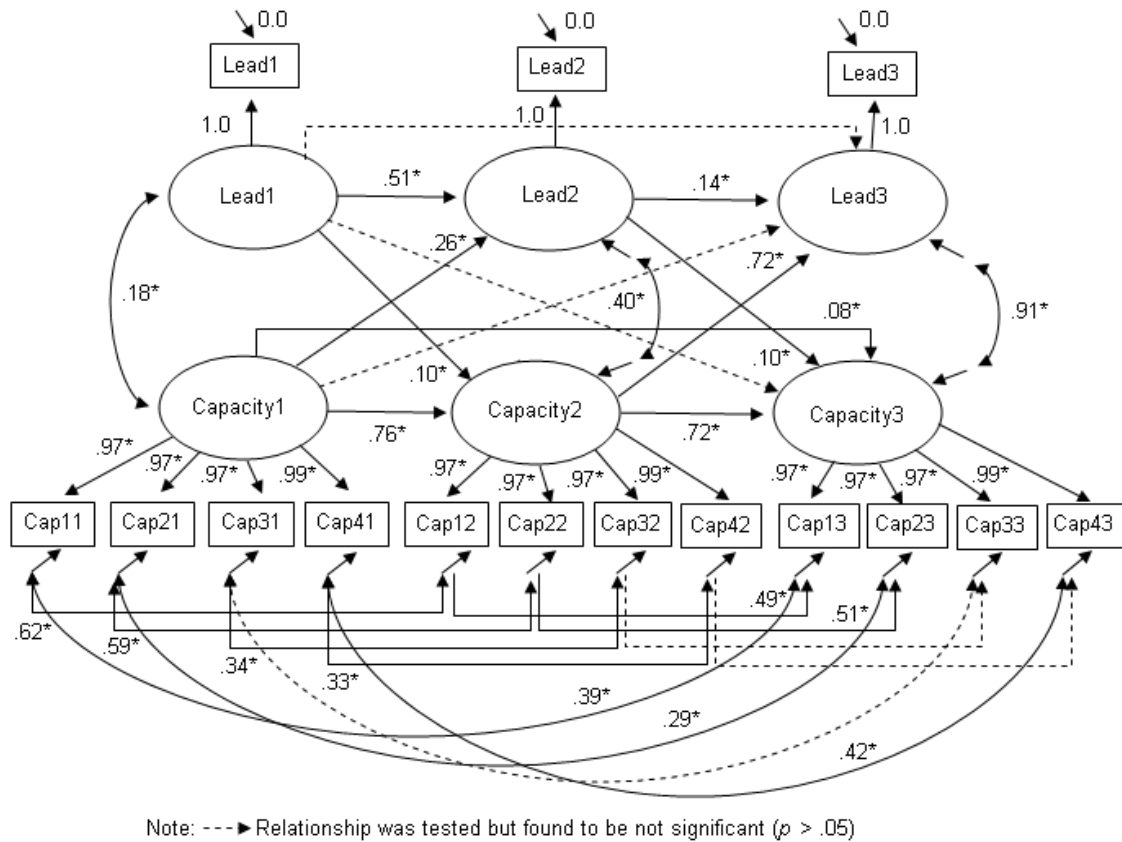 0.0 0.0 0.0
Lead1 Lead2 Lead3
1.0 1.0 1.0
Lead1 .51* Lead2 .14* Lead3
.26* .72*
.18* .40* .91*
.08*
.10* .10*
Capacity1 Capacity2 Capacity3
.76* .72*
.97* .97* .97* .99* .97* .97* .97* .99* .97* .97* .97* .99*
Cap11 Cap21 Cap31 Cap41 Cap12 Cap22 Cap32 Cap42 Cap13 Cap23 Cap33 Cap43
.49* .51*
.62* .59* .34* .33*
.39*
.29* .42*
Note: Relationship was tested but found to be not significant (p > .05)